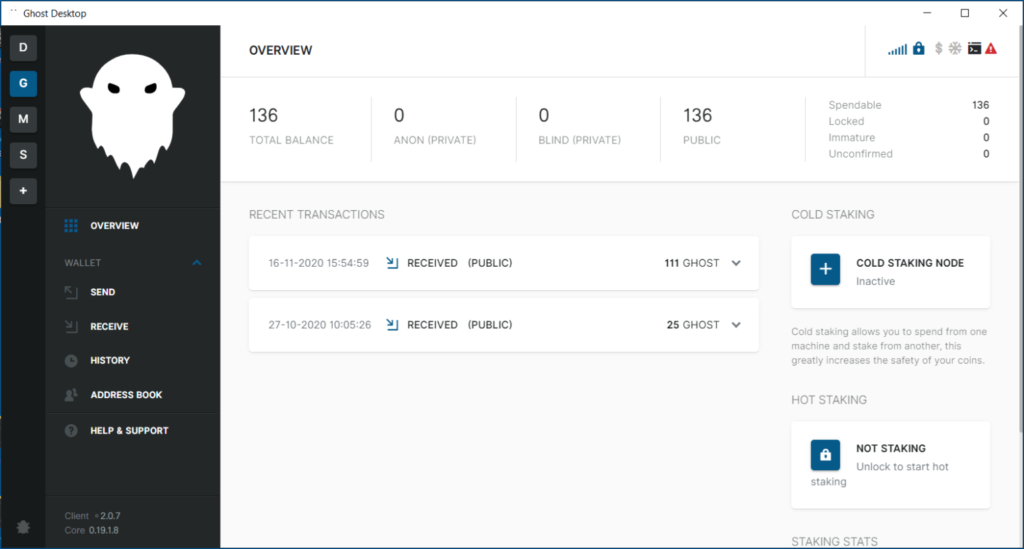 Ghost Desktop
D
G
M
S
+
OVERVIEW
WALLET
SEND
RECEIVE
HISTORY
ADDRESS BOOK
HELP & SUPPORT
Client 2.0.7
Core 0.19.1.8
OVERVIEW
136
TOTAL BALANCE
0
ANON (PRIVATE)
0
BLIND (PRIVATE)
136
PUBLIC
Spendable 136
Locked 0
Immature 0
Unconfirmed 0
RECENT TRANSACTIONS
16-11-2020 15:54:59 RECEIVED (PUBLIC) 111 GHOST
27-10-2020 10:05:26 RECEIVED (PUBLIC) 25 GHOST
COLD STAKING
COLD STAKING NODE
Inactive
Cold staking allows you to spend from one
machine and stake from another, this
greatly increases the safety of your coins.
HOT STAKING
NOT STAKING
Unlock to start hot
staking
STAKING STATS